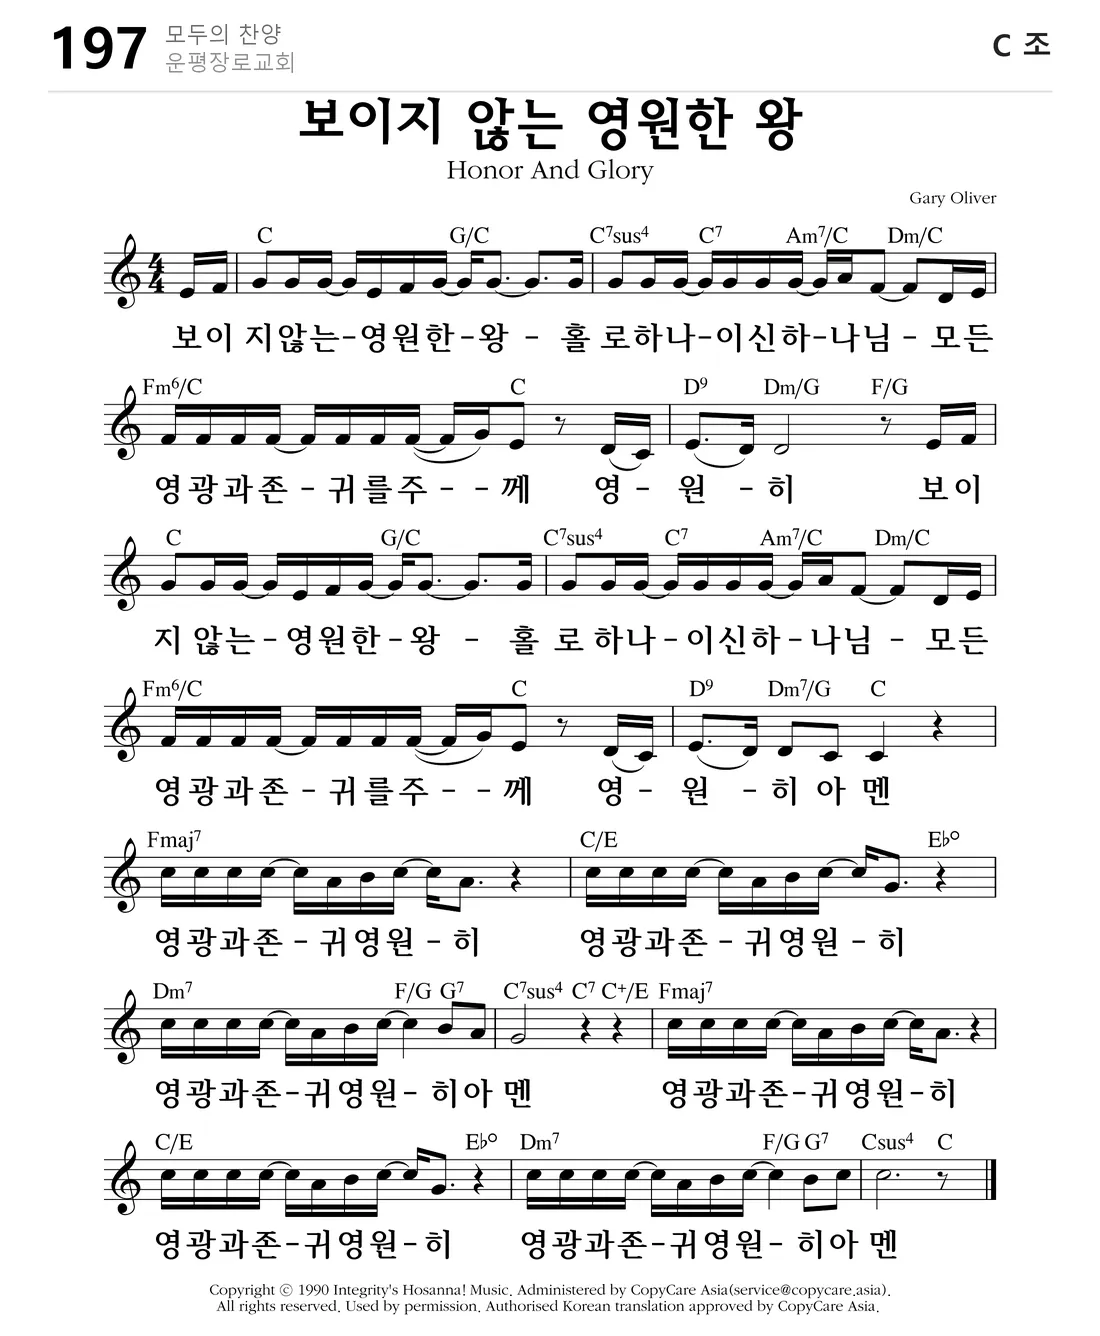 197 모두의 찬양
운평장로교회
C 조
보이지 않는 영원한 왕
Honor And Glory
Gary Oliver
C G/C C7sus4 C7 Am7/C Dm/C
보이 지않는-영원한-왕 - 홀 로하나-이신하-나님 - 모든
Fm6/C C D9 Dm/G F/G
영광과존 - 귀를주- -께 영- 원 -히 보이
C G/C C7sus4 C7 Am7/C Dm/C
지 않는- 영원한-왕 - 홀 로 하나-이신하-나님 - 모든
Fm6/C C D9 Dm7/G C
영광과존 - 귀를주- -께 영- 원 -히 아 멘
Fmaj7 C/E E♭°
영광과존 - 귀영원 -히 영광과존 - 귀영원 -히
Dm7 F/G G7 C7sus4 C7 C+/E Fmaj7
영광과존-귀영원- 히아 멘 영광과존-귀영원-히
C/E E♭° Dm7 F/G G7 Csus4 C
영광과존-귀영원-히 영광과존-귀영원- 히아 멘
Copyright ⓒ 1990 Integrity's Hosanna! Music. Administered by CopyCare Asia(service@copycare.asia).
All rights reserved. Used by permission. Authorised Korean translation approved by CopyCare Asia.